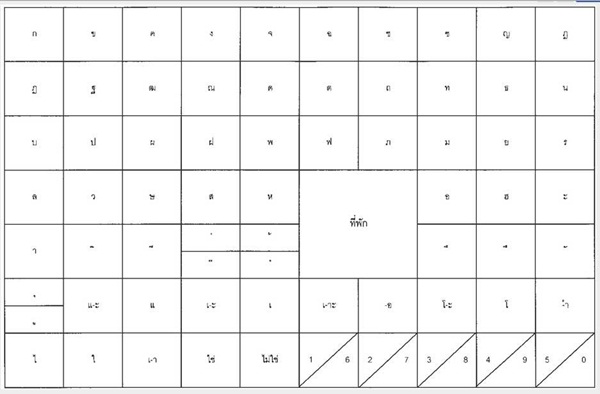 ก ข ค ง จ ฉ ช ซ ญ ฎ
ฏ ฐ ฒ ณ ด ต ถ ท ธ น
บ ป ผ ฝ พ ฟ ภ ม ย ร
ล ว ษ ส ห อ ฮ ะ
ที่พัก
า
แ-ะ แ เ-ะ เ เ-าะ -อ โ-ะ โ -ำ
ใ เ-า ใช่ ไม่ใช่ 1 6 2 7 3 8 4 9 5 0